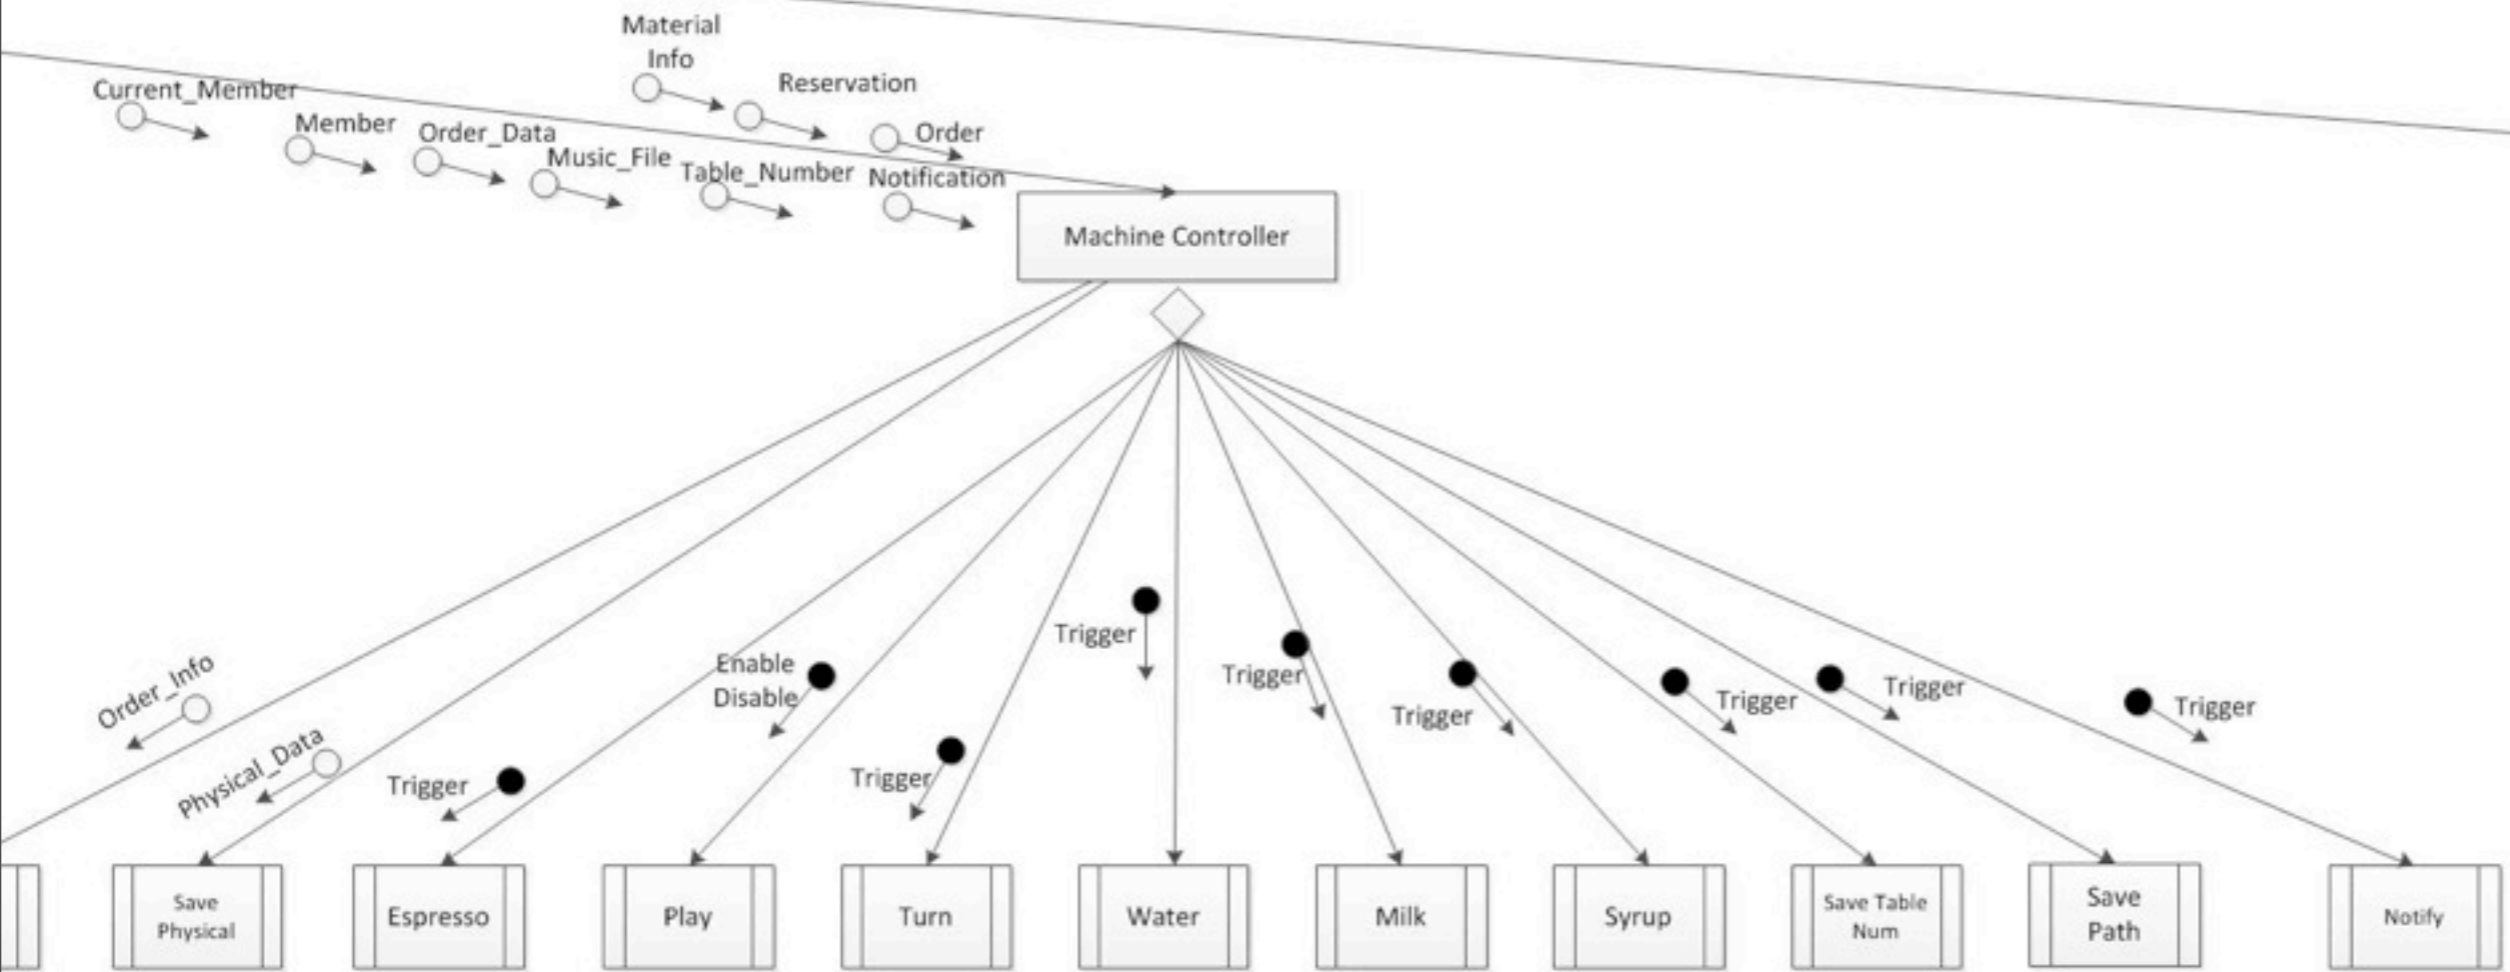 Material
Info
Reservation
Current_Member
Member
Order_Data
Order
Music_File
Table_Number
Notification
Machine Controller
Trigger
Enable
Disable
Trigger
Trigger
Trigger
Trigger
Trigger
Order_Info
Physical_Data
Trigger
Trigger
Save
Physical
Espresso
Play
Turn
Water
Milk
Syrup
Save Table
Num
Save
Path
Notify